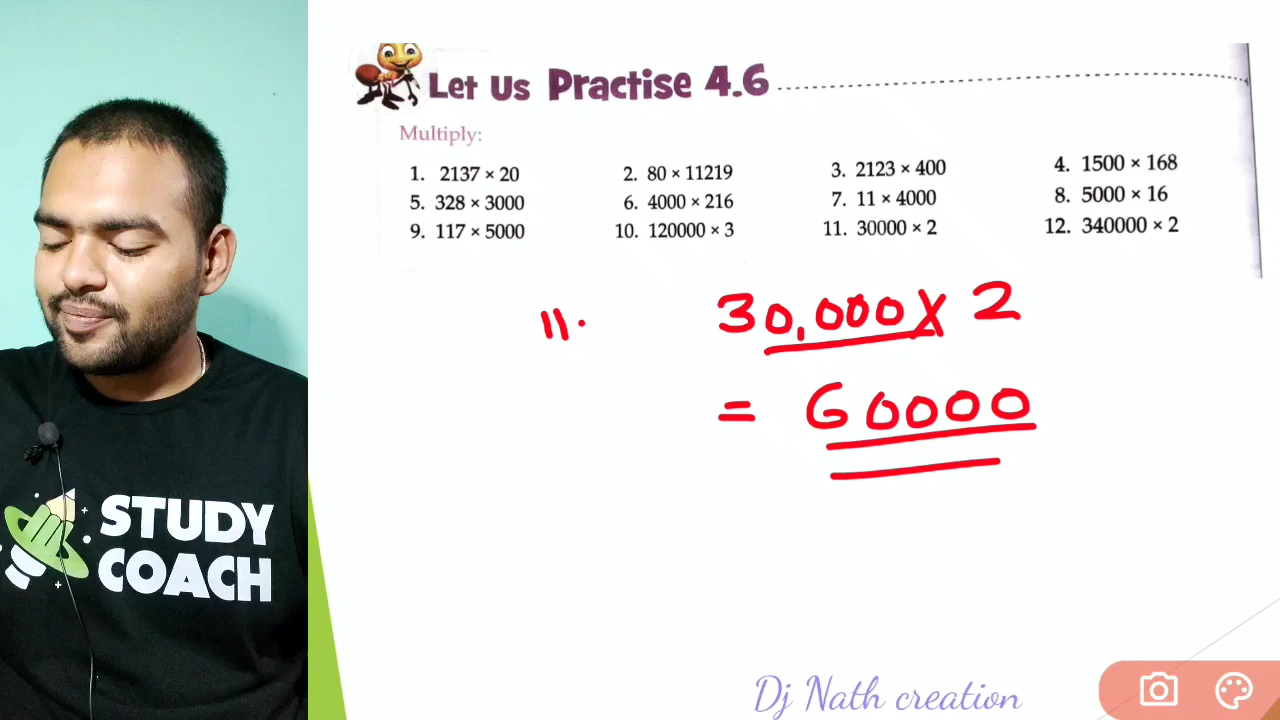 Let Us Practise 4.6
Multiply:
1. 2137 × 20 2. 80 × 11219 3. 2123 × 400 4. 1500 × 168
5. 328 × 3000 6. 4000 × 216 7. 11 × 4000 8. 5000 × 16
9. 117 × 5000 10. 120000 × 3 11. 30000 × 2 12. 340000 × 2
11. 30,000 × 2
= 60000
STUDY
COACH
Dj Nath creation